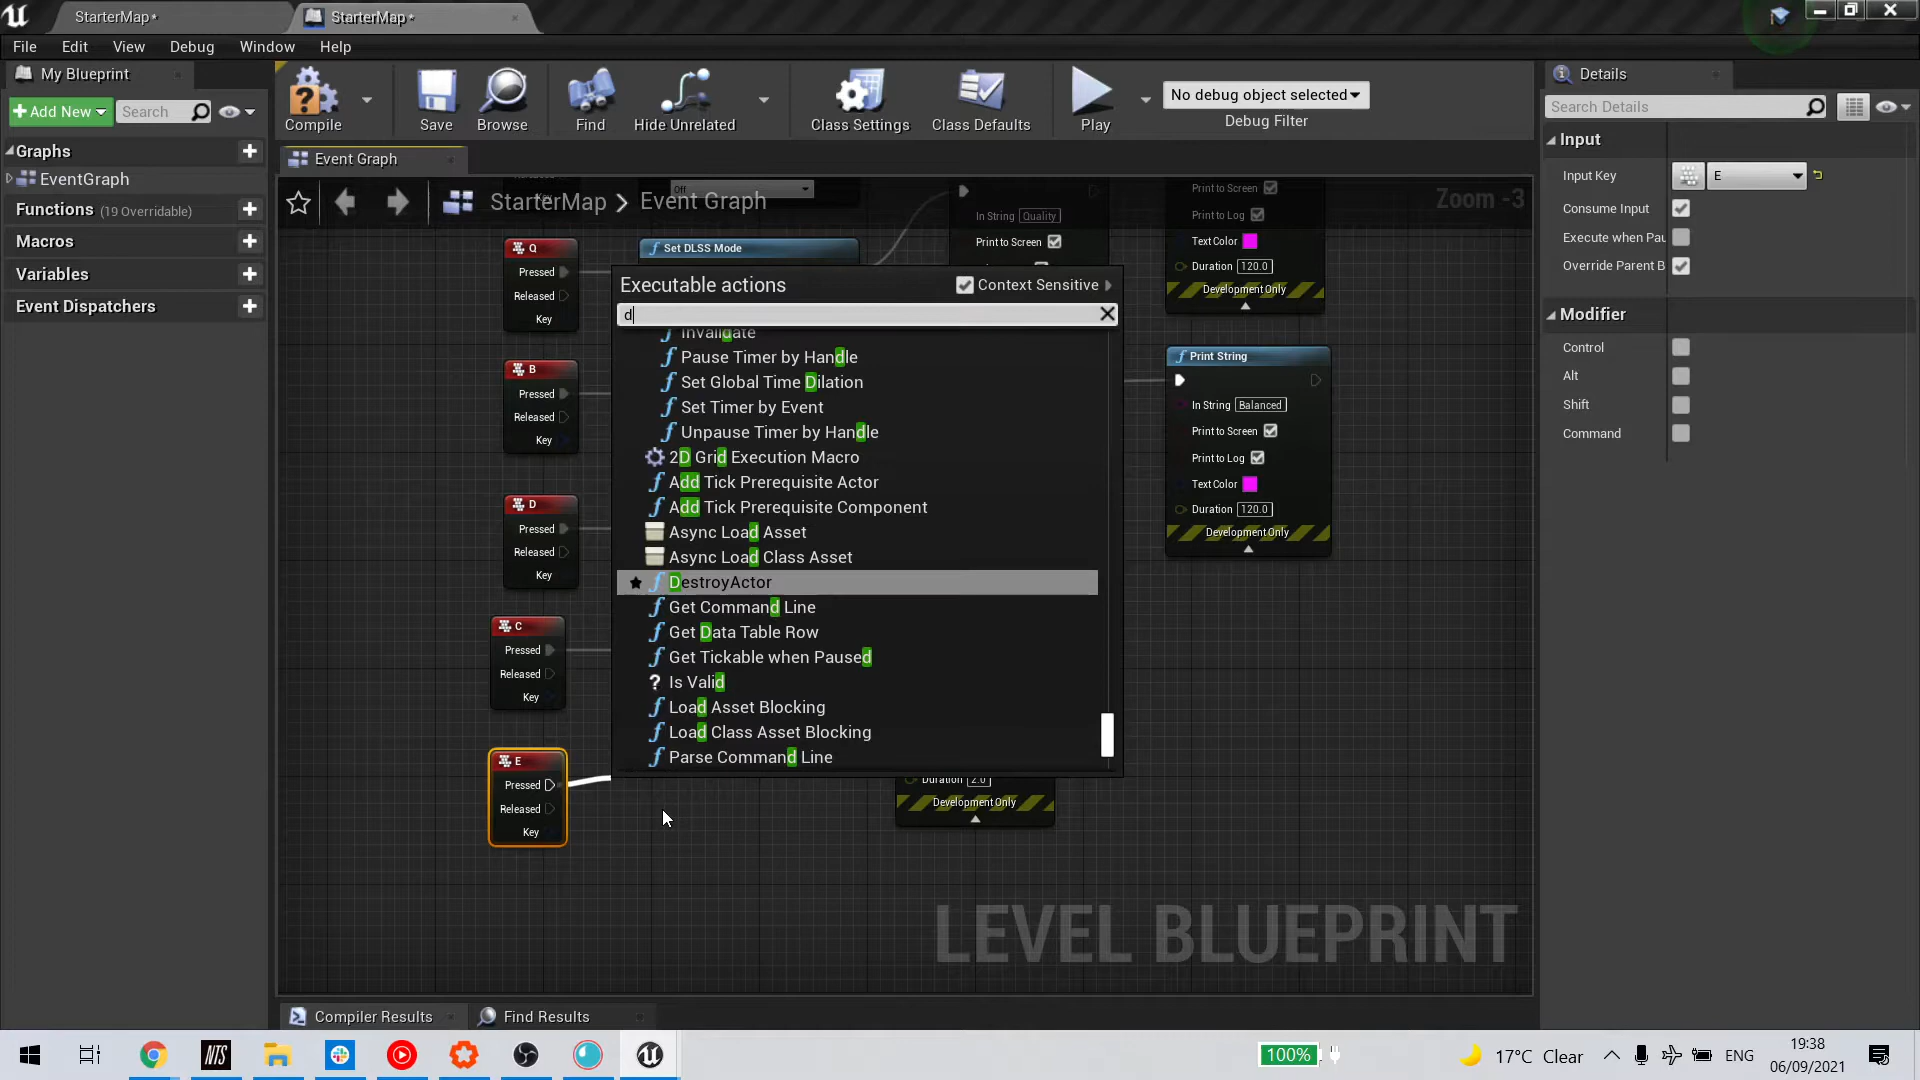 StarterMap*
StarterMap*
File Edit View Debug Window Help
My Blueprint
Add New
Search
Graphs
EventGraph
Functions (19 Overridable)
Macros
Variables
Event Dispatchers
Compile
Save
Browse
Find
Hide Unrelated
Class Settings
Class Defaults
Play
No debug object selected
Debug Filter
Event Graph
StarterMap > Event Graph
Zoom -3
Off
Q
Pressed
Released
Key
Set DLSS Mode
B
Pressed
Released
Key
D
Pressed
Released
Key
C
Pressed
Released
Key
E
Pressed
Released
Key
In String Quality
Print to Screen
Print to Screen
Print to Log
Text Color
Duration 120.0
Development Only
Print String
In String Balanced
Print to Screen
Print to Log
Text Color
Duration 120.0
Development Only
Executable actions
Context Sensitive
d
Invalidate
Pause Timer by Handle
Set Global Time Dilation
Set Timer by Event
Unpause Timer by Handle
2D Grid Execution Macro
Add Tick Prerequisite Actor
Add Tick Prerequisite Component
Async Load Asset
Async Load Class Asset
DestroyActor
Get Command Line
Get Data Table Row
Get Tickable when Paused
Is Valid
Load Asset Blocking
Load Class Asset Blocking
Parse Command Line
Duration 2.0
Development Only
LEVEL BLUEPRINT
Compiler Results
Find Results
Details
Search Details
Input
Input Key E
Consume Input
Execute when Pau
Override Parent B
Modifier
Control
Alt
Shift
Command
NTS
100%
17°C Clear
ENG
19:38
06/09/2021